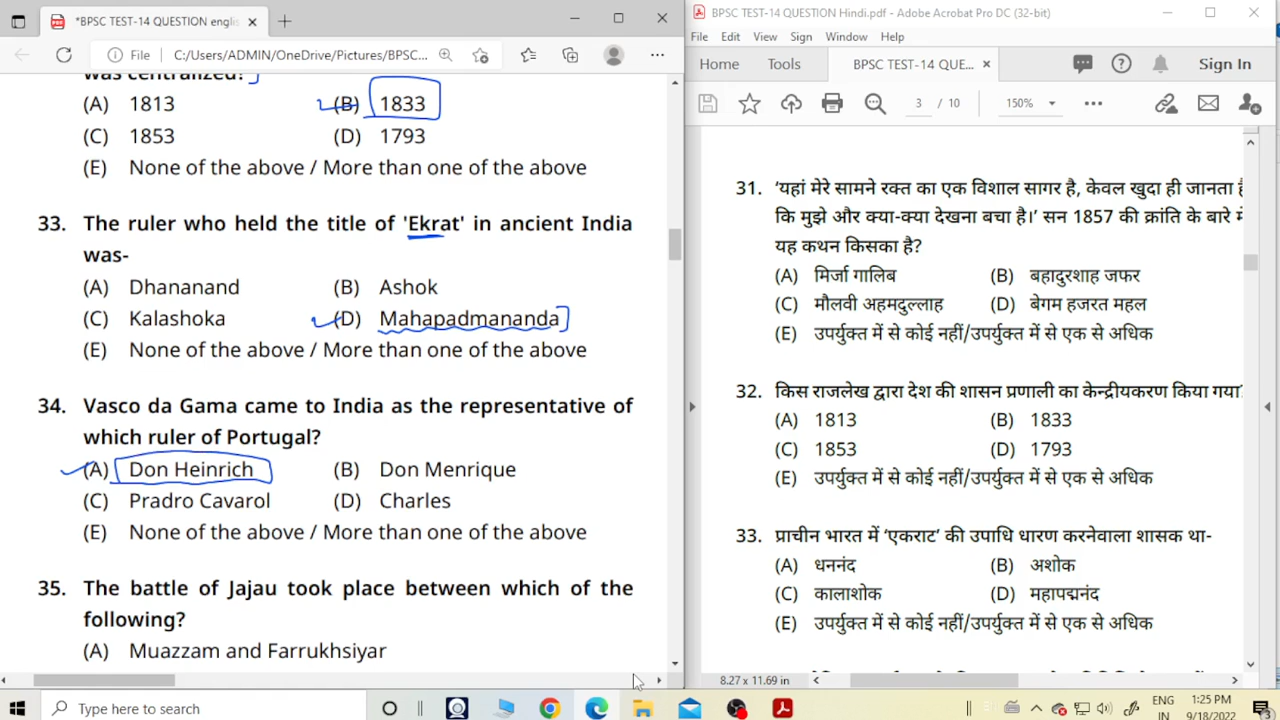 *BPSC TEST-14 QUESTION engli
File C:/Users/ADMIN/OneDrive/Pictures/BPSC...
was centralized?
(A) 1813 (B) 1833
(C) 1853 (D) 1793
(E) None of the above / More than one of the above
33. The ruler who held the title of 'Ekrat' in ancient India
was-
(A) Dhananand (B) Ashok
(C) Kalashoka (D) Mahapadmananda
(E) None of the above / More than one of the above
34. Vasco da Gama came to India as the representative of
which ruler of Portugal?
(A) Don Heinrich (B) Don Menrique
(C) Pradro Cavarol (D) Charles
(E) None of the above / More than one of the above
35. The battle of Jajau took place between which of the
following?
(A) Muazzam and Farrukhsiyar
BPSC TEST-14 QUESTION Hindi.pdf - Adobe Acrobat Pro DC (32-bit)
File Edit View Sign Window Help
Home Tools BPSC TEST-14 QUE... Sign In
3 / 10 150%
31. 'यहां मेरे सामने रक्त का एक विशाल सागर है, केवल खुदा ही जानता है
कि मुझे और क्या-क्या देखना बचा है।' सन 1857 की क्रांति के बारे में
यह कथन किसका है?
(A) मिर्जा गालिब (B) बहादुरशाह जफर
(C) मौलवी अहमदुल्लाह (D) बेगम हजरत महल
(E) उपर्युक्त में से कोई नहीं/उपर्युक्त में से एक से अधिक
32. किस राजलेख द्वारा देश की शासन प्रणाली का केन्द्रीयकरण किया गया?
(A) 1813 (B) 1833
(C) 1853 (D) 1793
(E) उपर्युक्त में से कोई नहीं/उपर्युक्त में से एक से अधिक
33. प्राचीन भारत में 'एकराट' की उपाधि धारण करनेवाला शासक था-
(A) धननंद (B) अशोक
(C) कालाशोक (D) महापद्मनंद
(E) उपर्युक्त में से कोई नहीं/उपर्युक्त में से एक से अधिक
8.27 x 11.69 in
Type here to search
ENG 1:25 PM
IN 9/18/2022